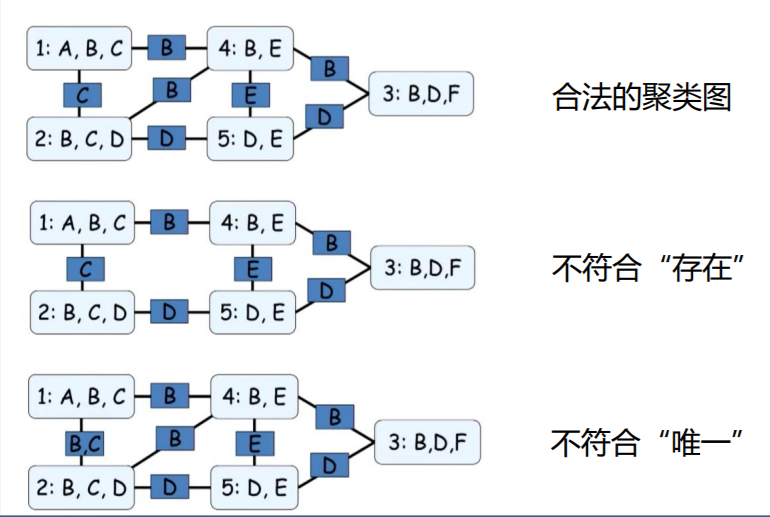 1: A, B, C B 4: B, E
B
C B E 3: B,D,F 合法的聚类图
D
2: B, C, D D 5: D, E
1: A, B, C B 4: B, E
B
C E 3: B,D,F 不符合“存在”
D
2: B, C, D D 5: D, E
1: A, B, C B 4: B, E
B
B,C B E 3: B,D,F 不符合“唯一”
D
2: B, C, D D 5: D, E